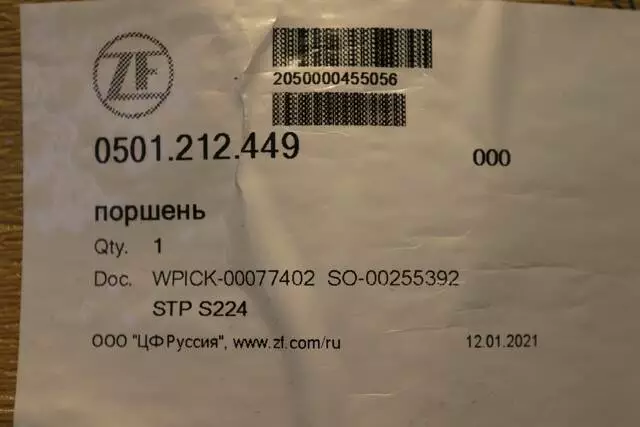 ZF
2050000455056
0501.212.449 000
поршень
Qty. 1
Doc. WPICK-00077402 SO-00255392
STP S224
ООО "ЦФ Руссия", www.zf.com/ru 12.01.2021